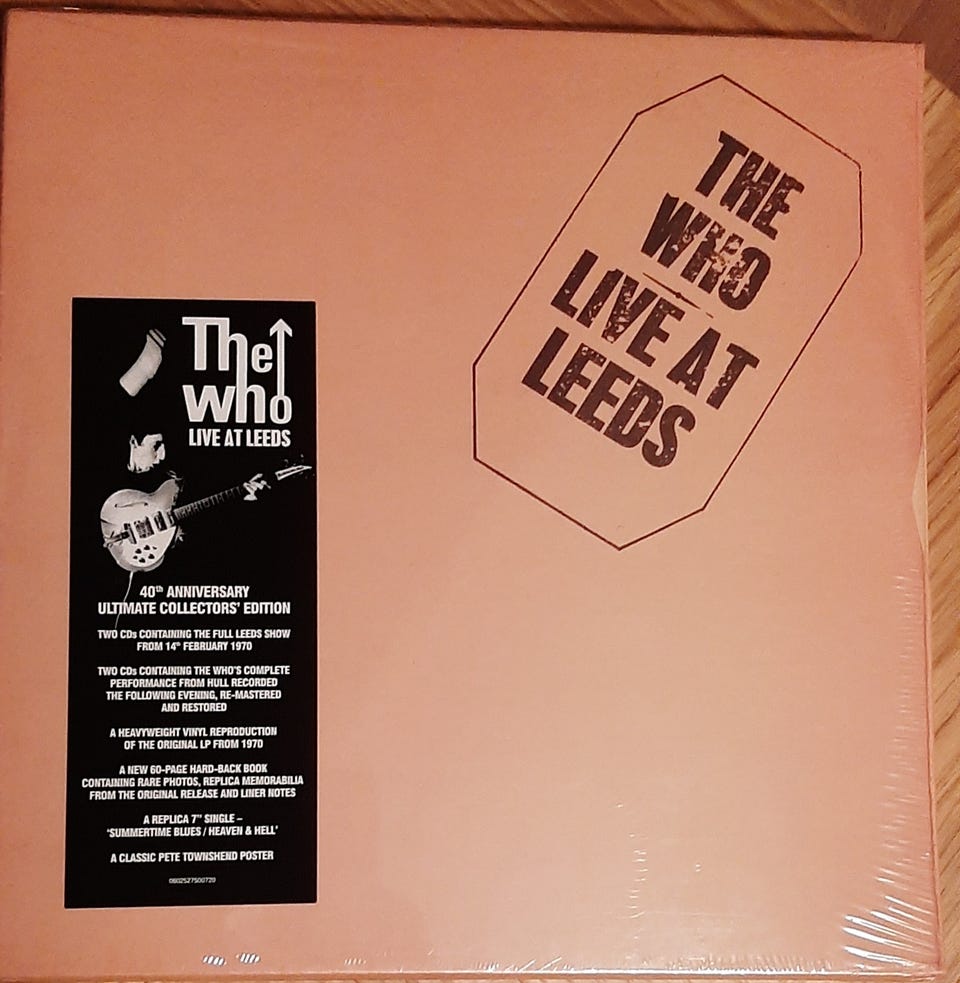 THE
WHO
LIVE AT
LEEDS
The
who
LIVE AT LEEDS
40th ANNIVERSARY
ULTIMATE COLLECTORS' EDITION
TWO CDs CONTAINING THE FULL LEEDS SHOW
FROM 14th FEBRUARY 1970
TWO CDs CONTAINING THE WHO'S COMPLETE
PERFORMANCE FROM HULL RECORDED
THE FOLLOWING EVENING, RE-MASTERED
AND RESTORED
A HEAVYWEIGHT VINYL REPRODUCTION
OF THE ORIGINAL LP FROM 1970
A NEW 60-PAGE HARD-BACK BOOK
CONTAINING RARE PHOTOS, REPLICA MEMORABILIA
FROM THE ORIGINAL RELEASE AND LINER NOTES
A REPLICA 7" SINGLE –
'SUMMERTIME BLUES / HEAVEN & HELL'
A CLASSIC PETE TOWNSHEND POSTER
0602527500720